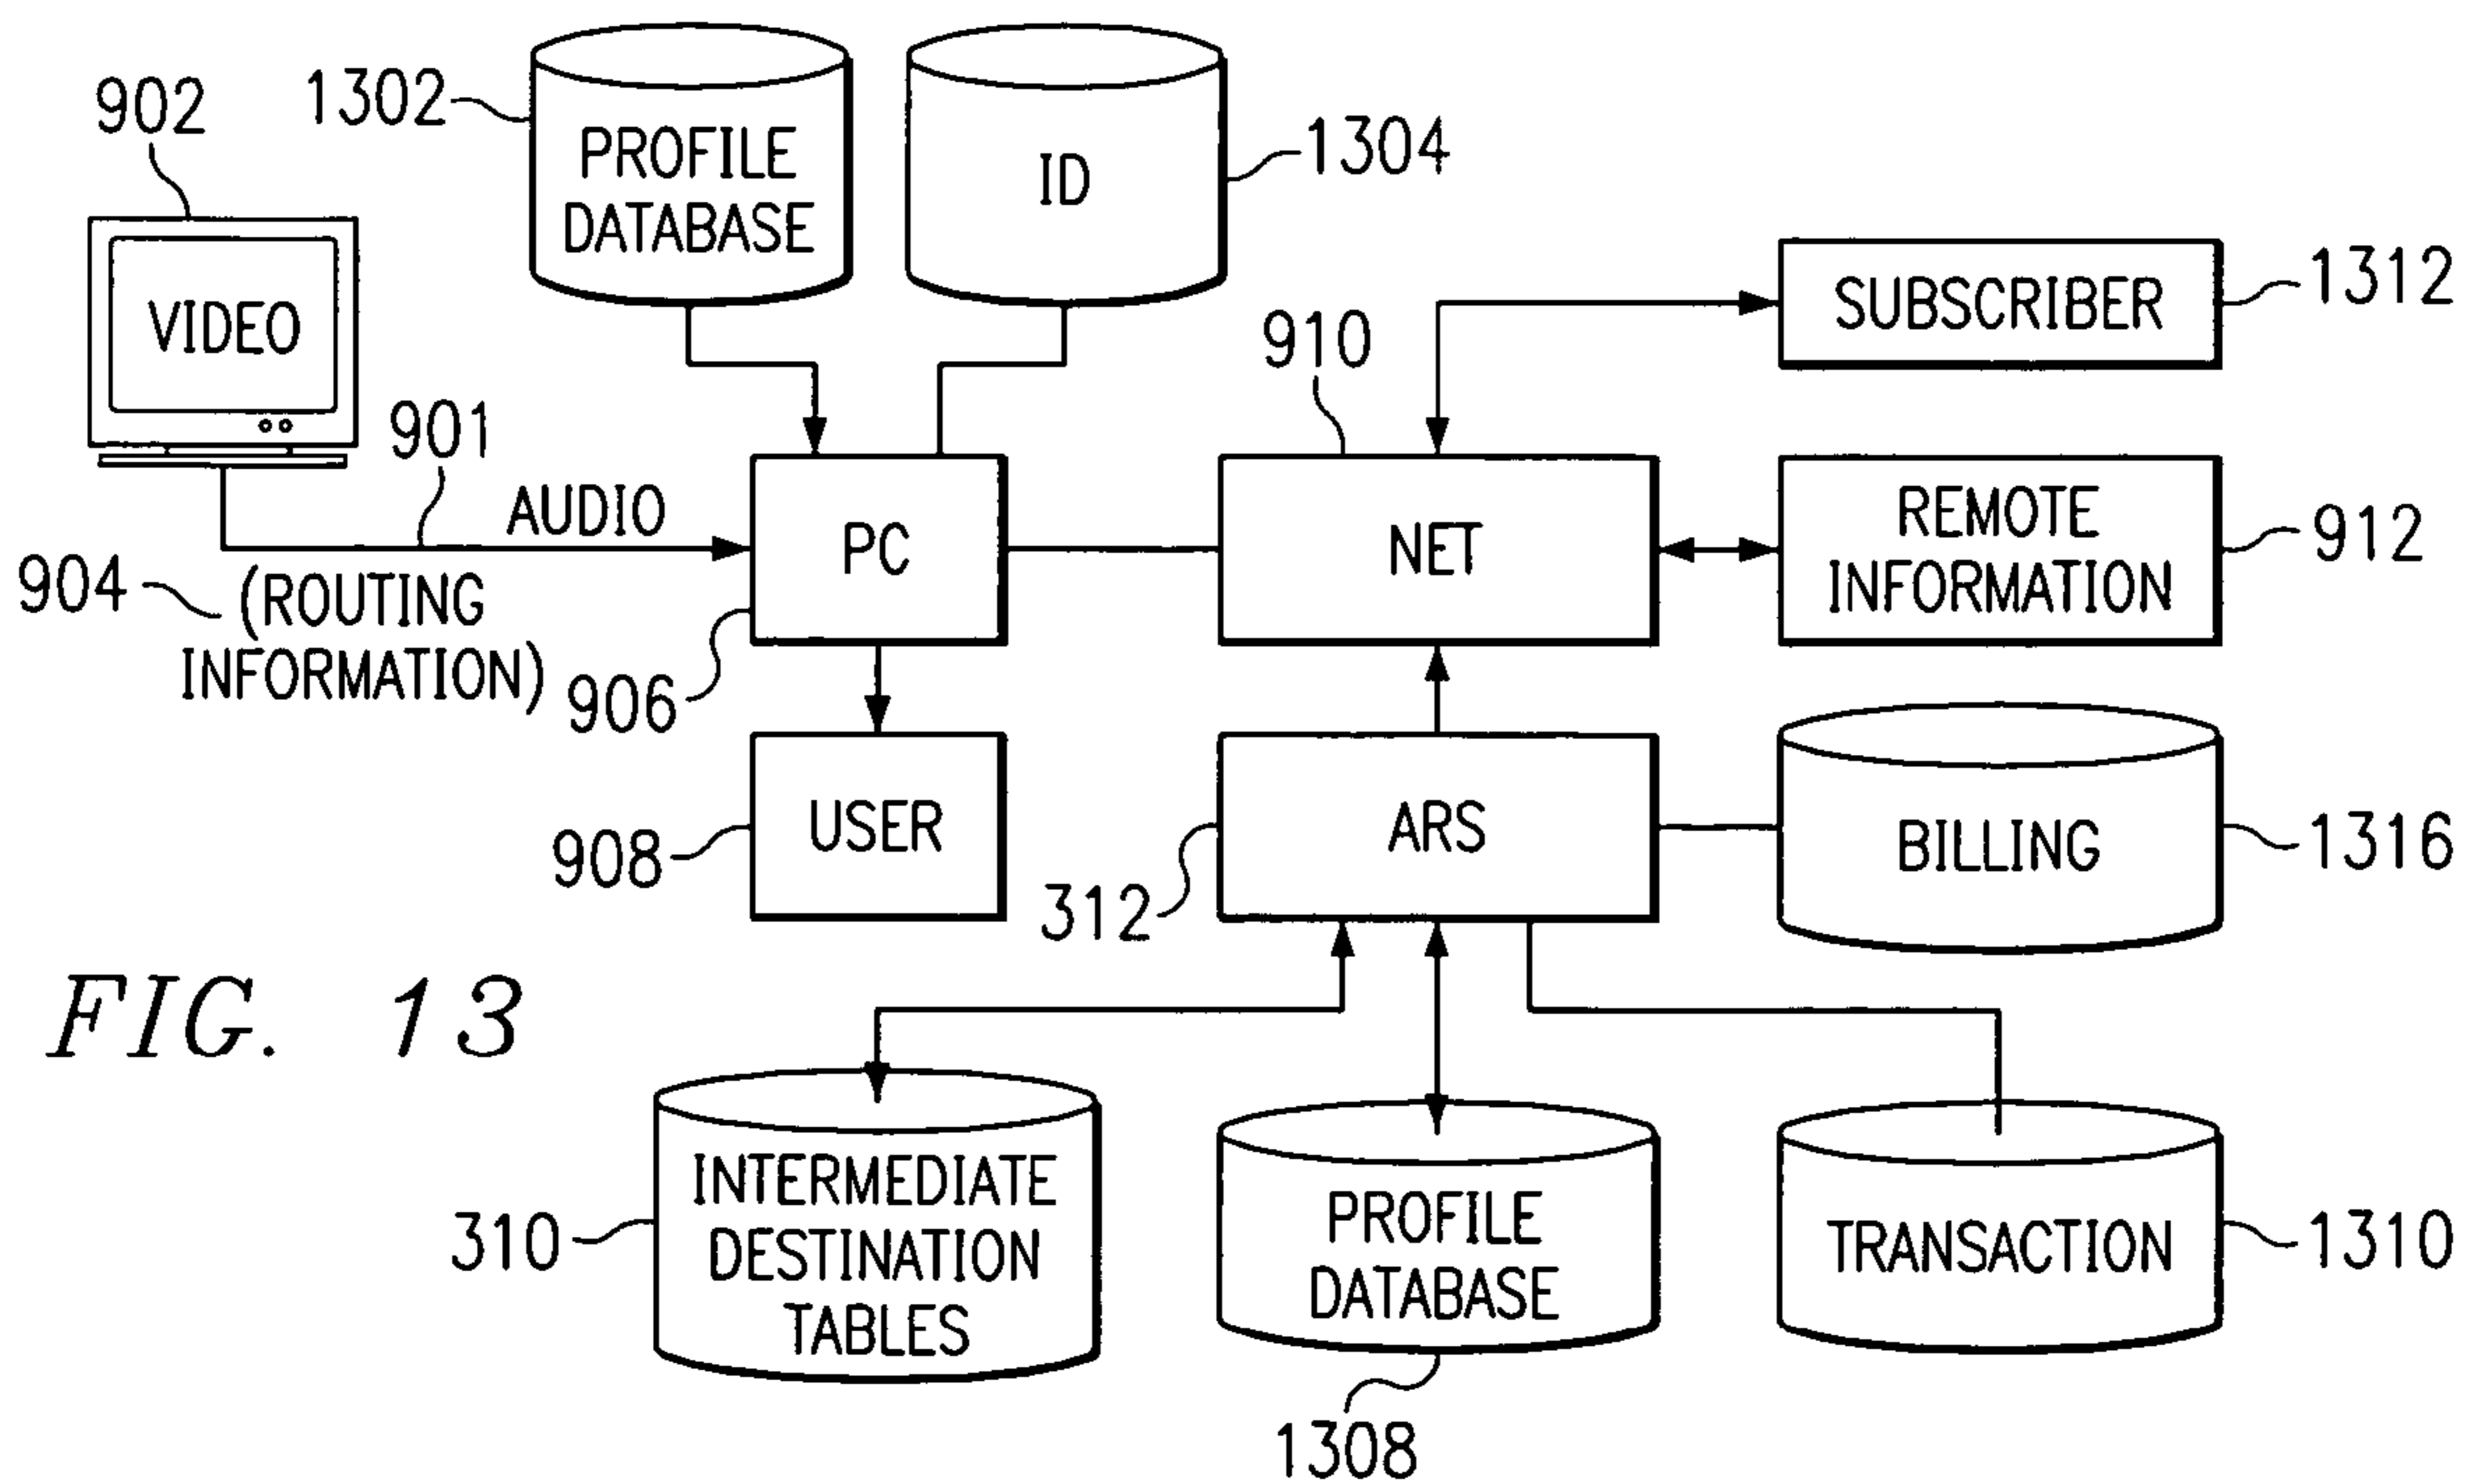 1302
PROFILE
DATABASE
ID
1304
902
VIDEO
901
AUDIO
904
(ROUTING
INFORMATION)
906
PC
910
NET
SUBSCRIBER
1312
REMOTE
INFORMATION
912
908
USER
312
ARS
BILLING
1316
FIG. 13
310
INTERMEDIATE
DESTINATION
TABLES
PROFILE
DATABASE
1308
TRANSACTION
1310